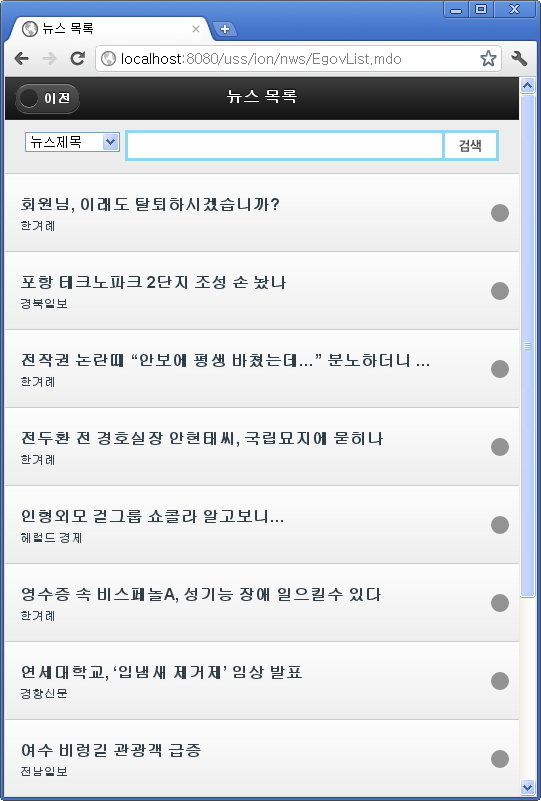 뉴스 목록
localhost:8080/uss/ion/nws/EgovList.mdo
이전
뉴스 목록
뉴스제목
검색
회원님, 이래도 탈퇴하시겠습니까?
한겨레
포항 테크노파크 2단지 조성 손 놨나
경북일보
전작권 논란때 “안보에 평생 바쳤는데...” 분노하더니 ...
한겨레
전두환 전 경호실장 안현태씨, 국립묘지에 묻히나
한겨레
인형외모 걸그룹 쇼콜라 알고보니...
헤럴드 경제
영수증 속 비스페놀A, 성기능 장애 일으킬수 있다
한겨레
연세대학교, ‘입냄새 제거제’ 임상 발표
경향신문
여수 비렁길 관광객 급증
전남일보